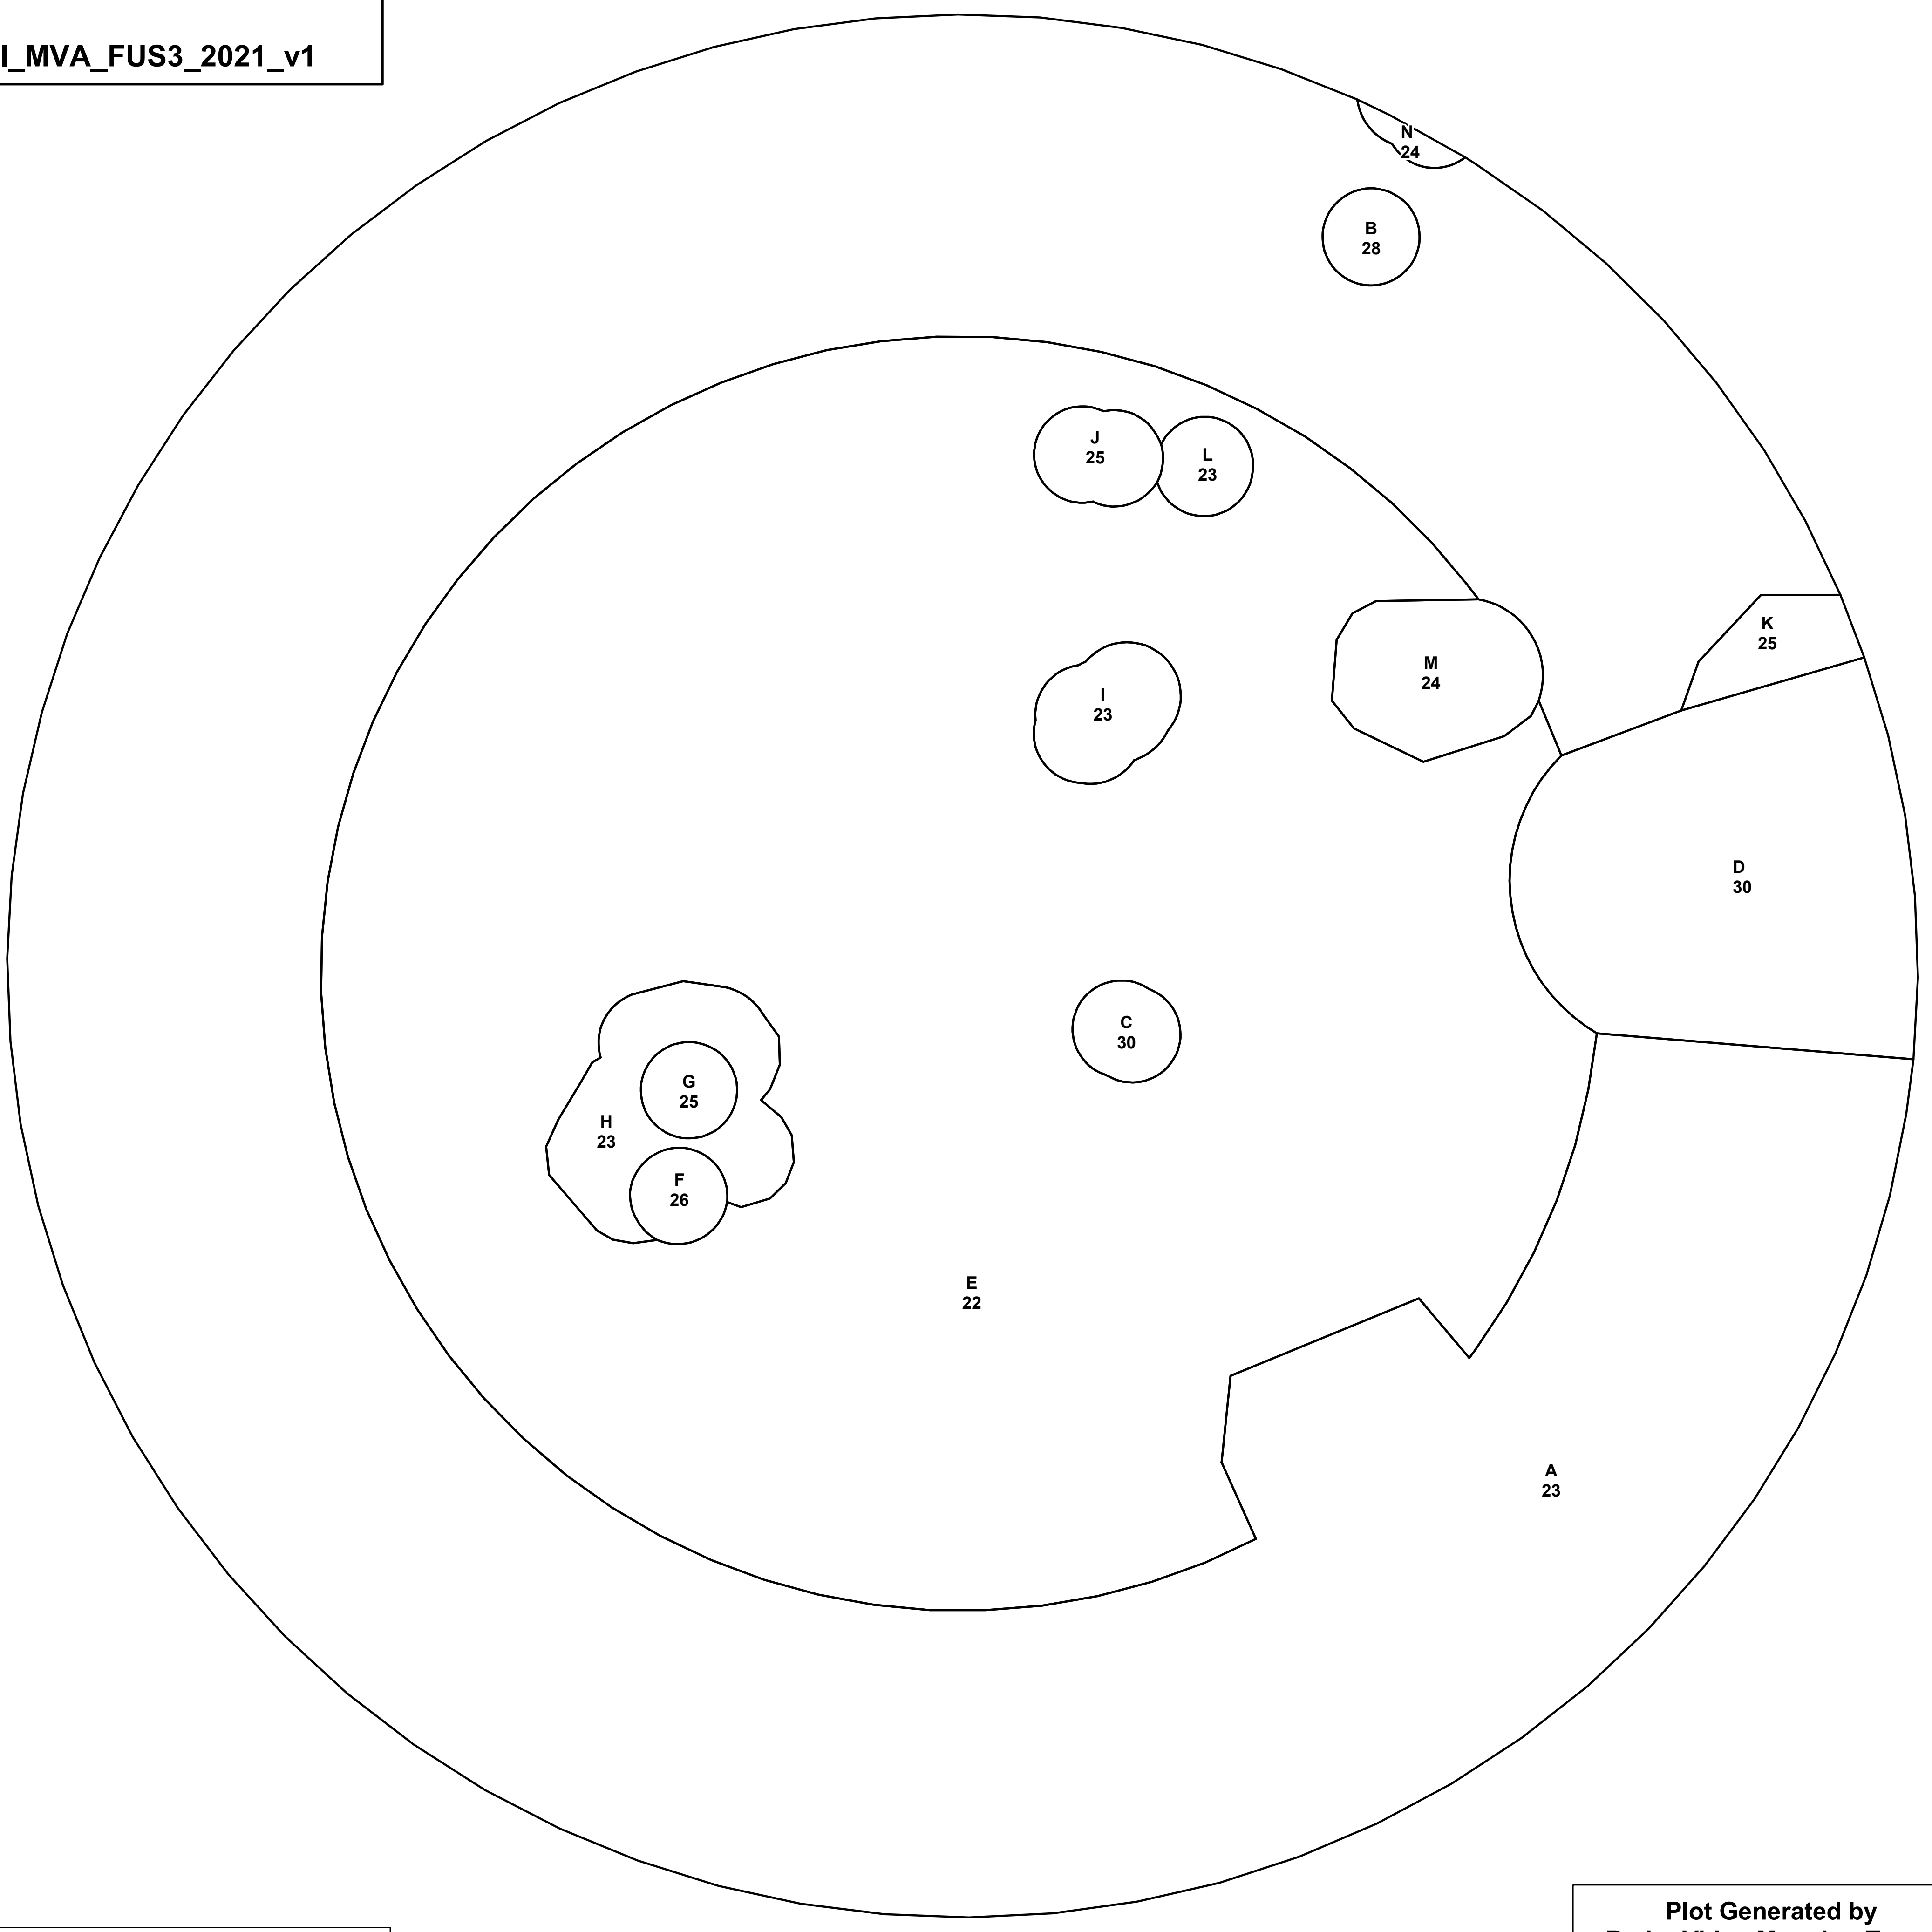 I_MVA_FUS3_2021_v1
N
24
B
28
J
25
L
23
K
25
M
24
I
23
D
30
C
30
G
25
H
23
F
26
E
22
A
23
Plot Generated by